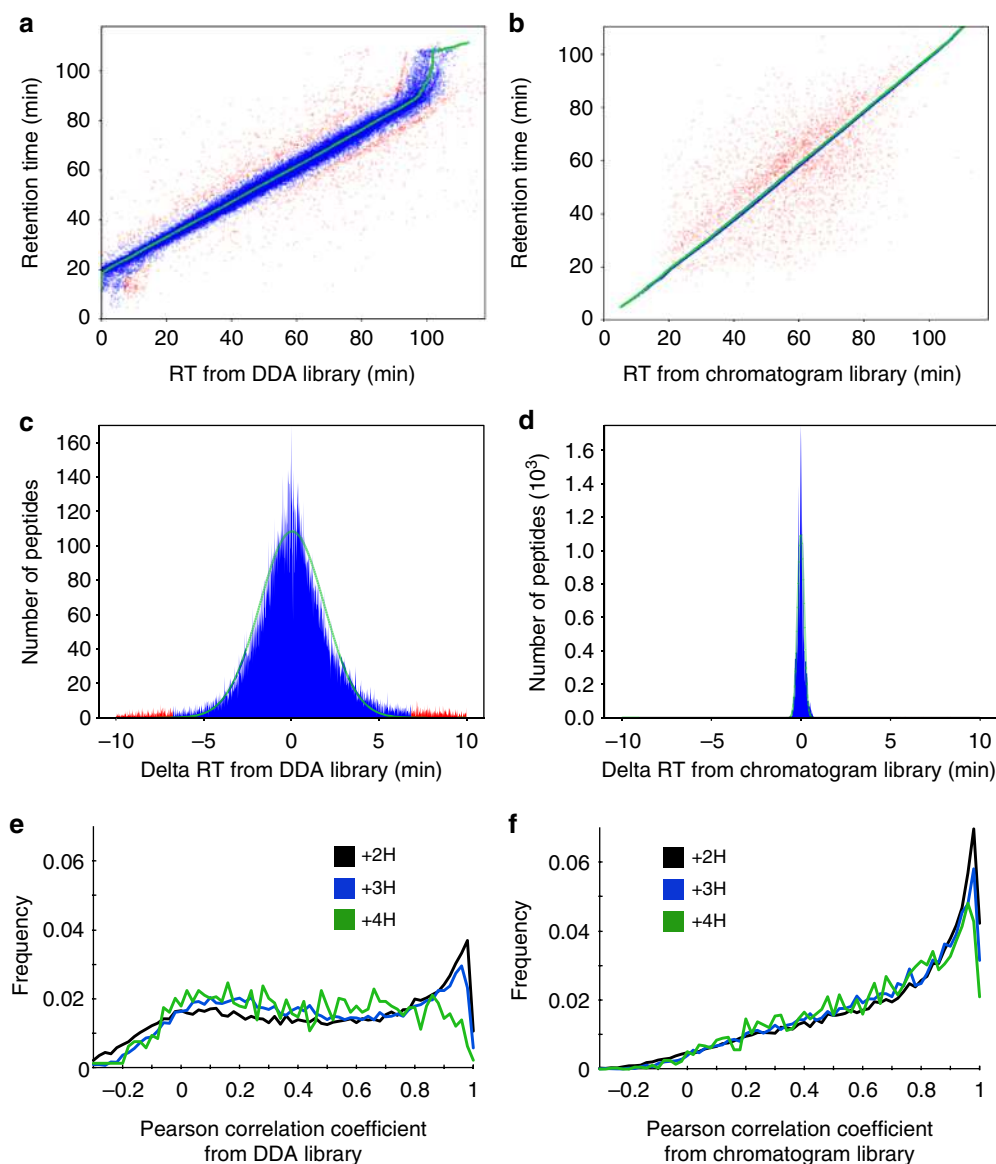 a
Retention time (min)
100
80
60
40
20
0
0 20 40 60 80 100
RT from DDA library (min)
b
Retention time (min)
100
80
60
40
20
0
0 20 40 60 80 100
RT from chromatogram library (min)
c
Number of peptides
160
140
120
100
80
60
40
20
0
–10 –5 0 5 10
Delta RT from DDA library (min)
d
Number of peptides (10³)
1.6
1.4
1.2
1.0
0.8
0.6
0.4
0.2
0.0
–10 –5 0 5 10
Delta RT from chromatogram library (min)
e
Frequency
0.06
0.04
0.02
0
+2H
+3H
+4H
–0.2 0 0.2 0.4 0.6 0.8 1
Pearson correlation coefficient
from DDA library
f
Frequency
0.06
0.04
0.02
0
+2H
+3H
+4H
–0.2 0 0.2 0.4 0.6 0.8 1
Pearson correlation coefficient
from chromatogram library